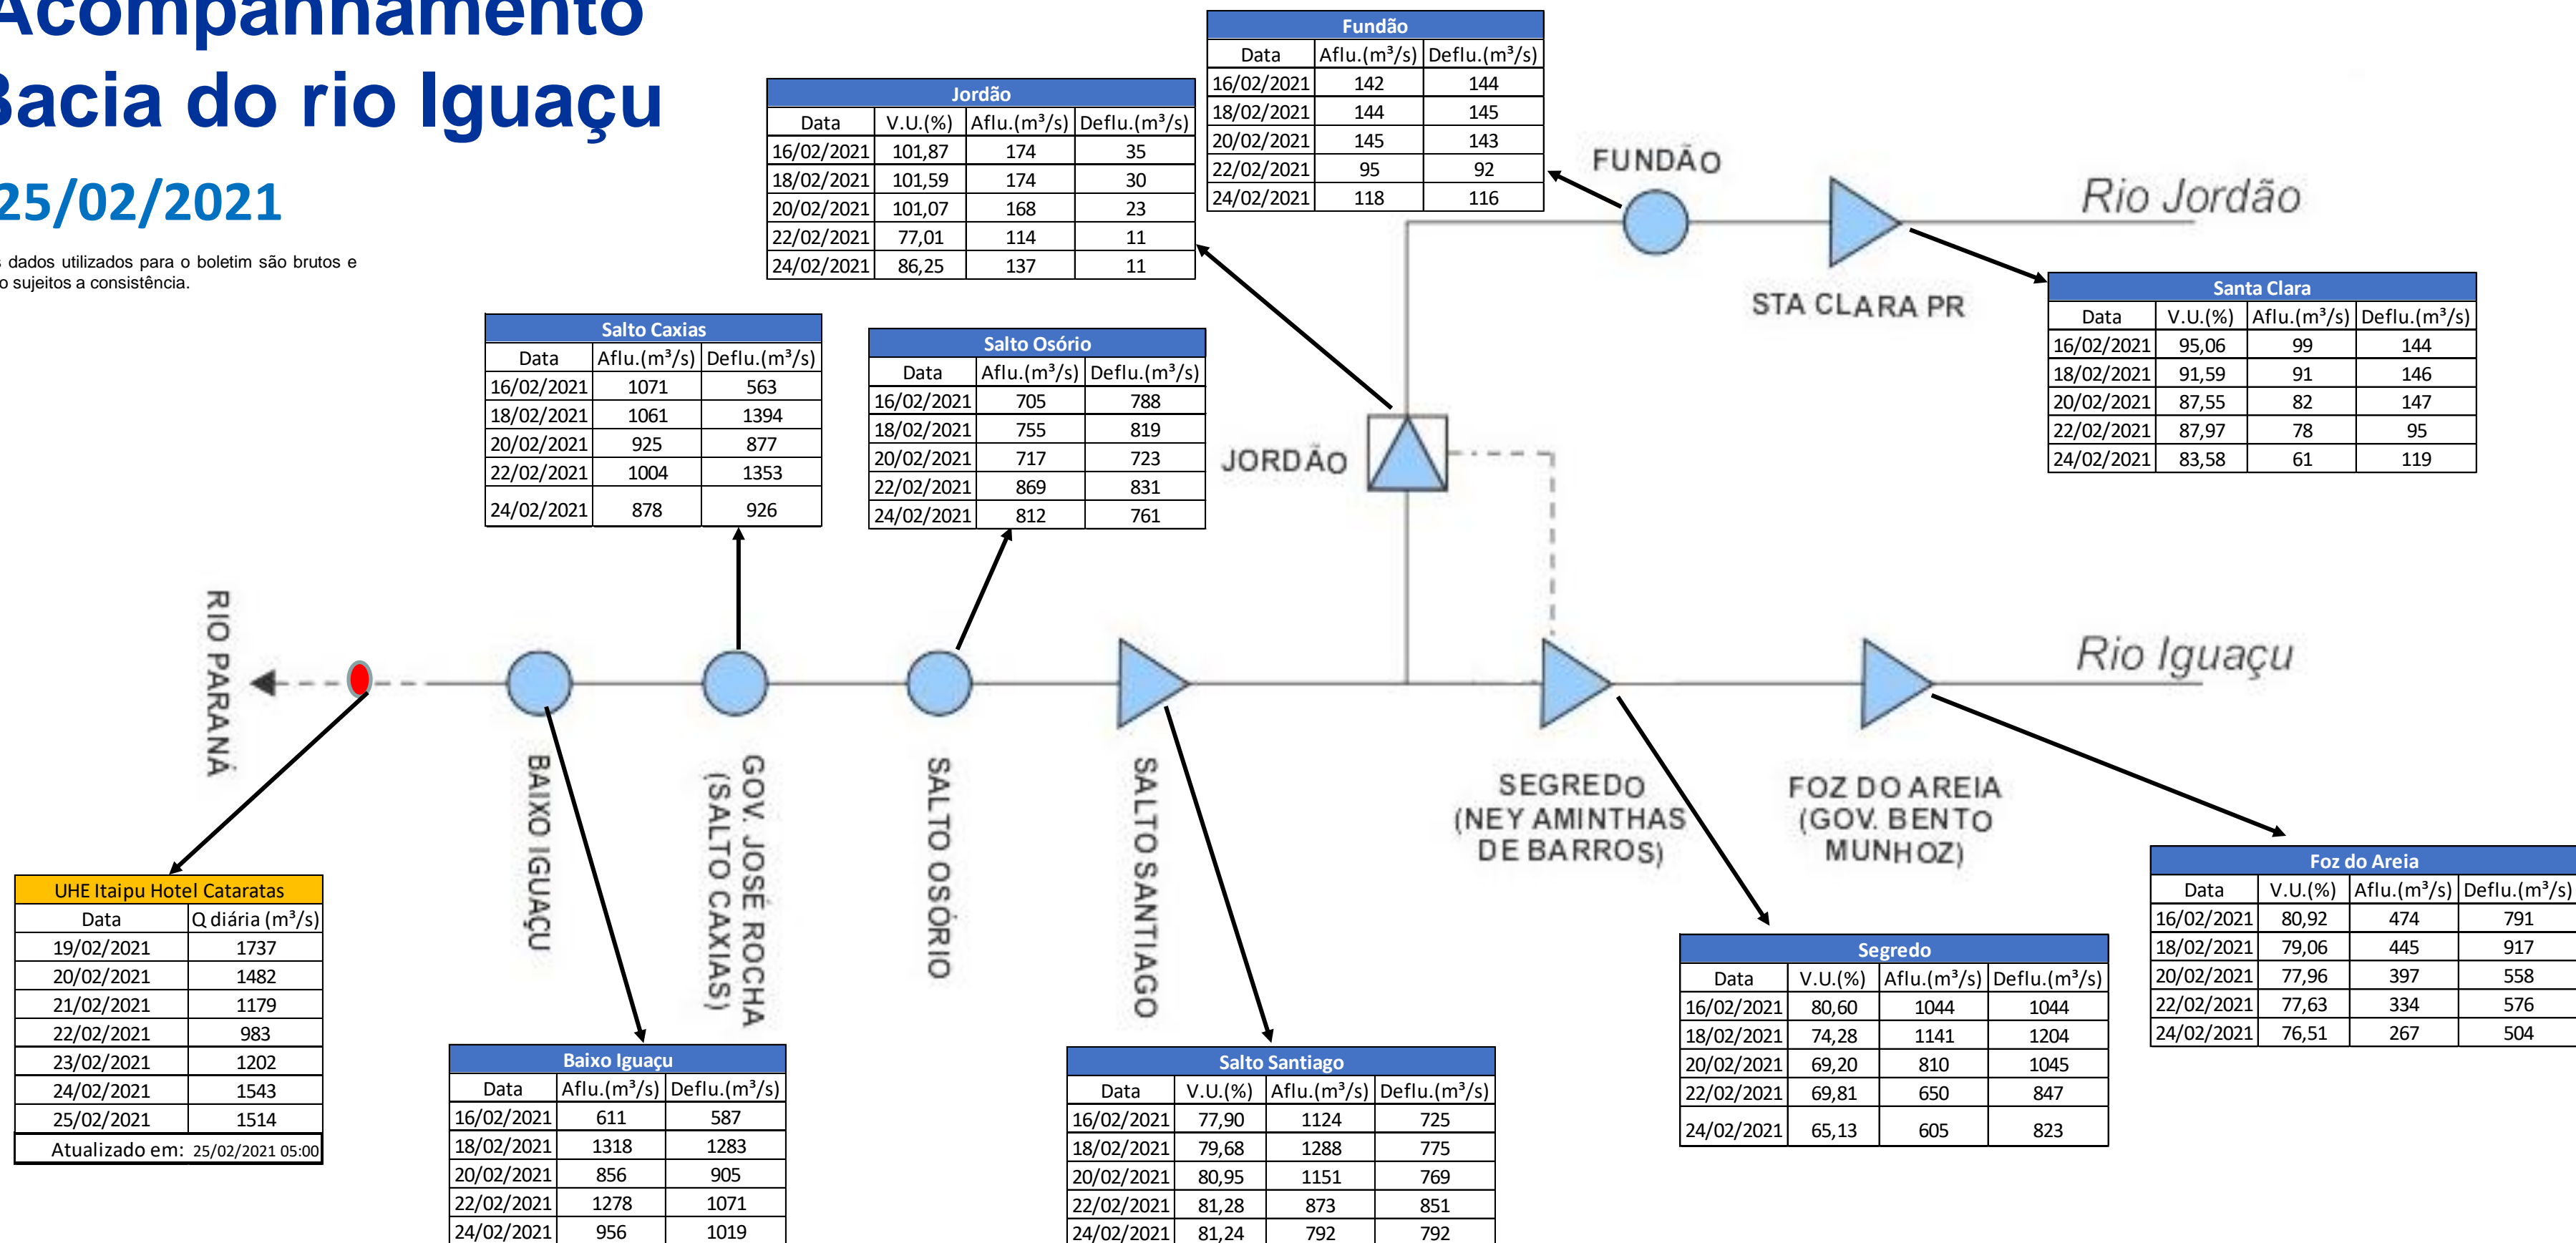 Acompanhamento
Bacia do rio Iguaçu
25/02/2021
s dados utilizados para o boletim são brutos e
o sujeitos a consistência.
Fundão
Data Aflu.(m³/s) Deflu.(m³/s)
16/02/2021 142 144
18/02/2021 144 145
20/02/2021 145 143
22/02/2021 95 92
24/02/2021 118 116
Jordão
Data V.U.(%) Aflu.(m³/s) Deflu.(m³/s)
16/02/2021 101,87 174 35
18/02/2021 101,59 174 30
20/02/2021 101,07 168 23
22/02/2021 77,01 114 11
24/02/2021 86,25 137 11
FUNDÃO
Rio Jordão
STA CLARA PR
Santa Clara
Data V.U.(%) Aflu.(m³/s) Deflu.(m³/s)
16/02/2021 95,06 99 144
18/02/2021 91,59 91 146
20/02/2021 87,55 82 147
22/02/2021 87,97 78 95
24/02/2021 83,58 61 119
Salto Caxias
Data Aflu.(m³/s) Deflu.(m³/s)
16/02/2021 1071 563
18/02/2021 1061 1394
20/02/2021 925 877
22/02/2021 1004 1353
24/02/2021 878 926
Salto Osório
Data Aflu.(m³/s) Deflu.(m³/s)
16/02/2021 705 788
18/02/2021 755 819
20/02/2021 717 723
22/02/2021 869 831
24/02/2021 812 761
JORDÃO
RIO PARANÁ
Rio Iguaçu
BAIXO IGUAÇU
GOV. JOSÉ ROCHA
(SALTO CAXIAS)
SALTO OSÓRIO
SALTO SANTIAGO
SEGREDO
(NEY AMINTHAS
DE BARROS)
FOZ DO AREIA
(GOV. BENTO
MUNHOZ)
UHE Itaipu Hotel Cataratas
Data Q diária (m³/s)
19/02/2021 1737
20/02/2021 1482
21/02/2021 1179
22/02/2021 983
23/02/2021 1202
24/02/2021 1543
25/02/2021 1514
Atualizado em: 25/02/2021 05:00
Baixo Iguaçu
Data Aflu.(m³/s) Deflu.(m³/s)
16/02/2021 611 587
18/02/2021 1318 1283
20/02/2021 856 905
22/02/2021 1278 1071
24/02/2021 956 1019
Salto Santiago
Data V.U.(%) Aflu.(m³/s) Deflu.(m³/s)
16/02/2021 77,90 1124 725
18/02/2021 79,68 1288 775
20/02/2021 80,95 1151 769
22/02/2021 81,28 873 851
24/02/2021 81,24 792 792
Segredo
Data V.U.(%) Aflu.(m³/s) Deflu.(m³/s)
16/02/2021 80,60 1044 1044
18/02/2021 74,28 1141 1204
20/02/2021 69,20 810 1045
22/02/2021 69,81 650 847
24/02/2021 65,13 605 823
Foz do Areia
Data V.U.(%) Aflu.(m³/s) Deflu.(m³/s)
16/02/2021 80,92 474 791
18/02/2021 79,06 445 917
20/02/2021 77,96 397 558
22/02/2021 77,63 334 576
24/02/2021 76,51 267 504